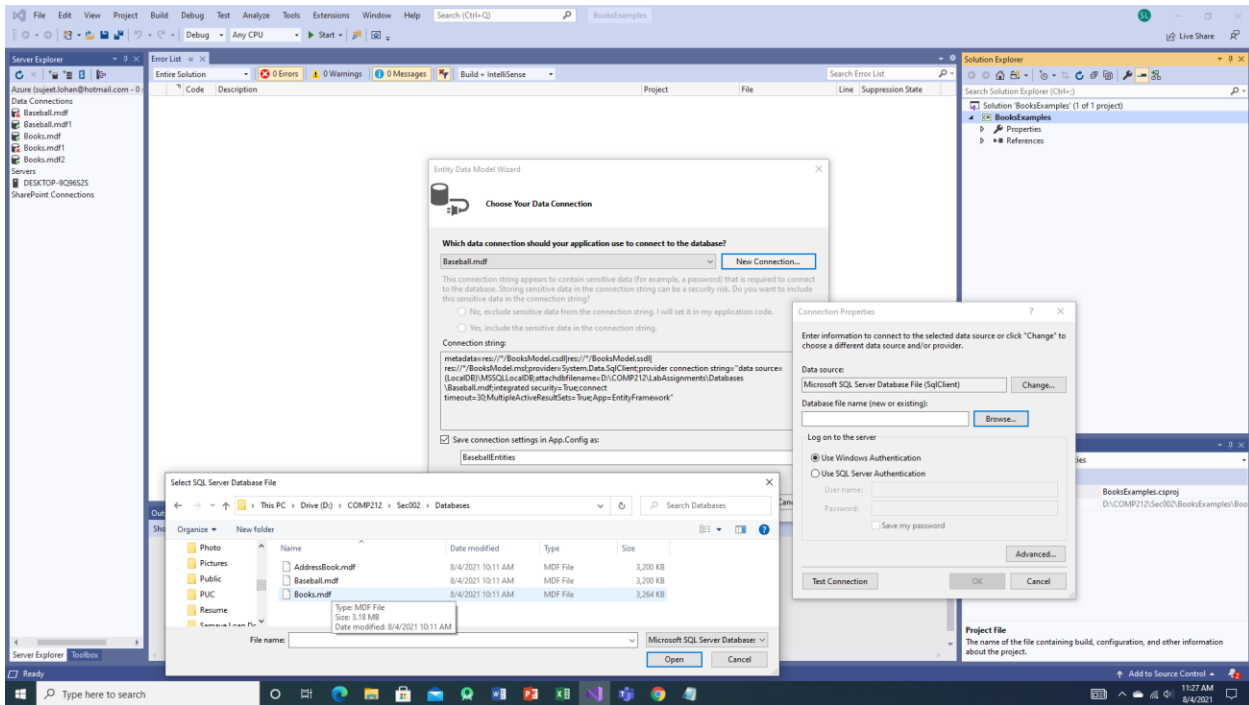 File Edit View Project Build Debug Test Analyze Tools Extensions Window Help Search (Ctrl+Q) BooksExamples SL
Debug Any CPU Start Live Share
Server Explorer
Azure (sujeet.lohan@hotmail.com - 0
Data Connections
Baseball.mdf
Baseball.mdf1
Books.mdf
Books.mdf1
Books.mdf2
Servers
DESKTOP-9Q96S2S
SharePoint Connections
Server Explorer Toolbox
Error List
Entire Solution 0 Errors 0 Warnings 0 Messages Build + IntelliSense Search Error List
Code Description Project File Line Suppression State
Entity Data Model Wizard
Choose Your Data Connection
Which data connection should your application use to connect to the database?
Baseball.mdf New Connection...
This connection string appears to contain sensitive data (for example, a password) that is required to connect
to the database. Storing sensitive data in the connection string can be a security risk. Do you want to include
this sensitive data in the connection string?
No, exclude sensitive data from the connection string. I will set it in my application code.
Yes, include the sensitive data in the connection string.
Connection string:
metadata=res://*/BooksModel.csdl|res://*/BooksModel.ssdl|
res://*/BooksModel.msl;provider=System.Data.SqlClient;provider connection string="data source=
(LocalDB)\MSSQLLocalDB;attachdbfilename=D:\COMP212\LabAssignments\Databases
\Baseball.mdf;integrated security=True;connect
timeout=30;MultipleActiveResultSets=True;App=EntityFramework"
Save connection settings in App.Config as:
BaseballEntities
Can
Out
Sho
Select SQL Server Database File
This PC > Drive (D:) > COMP212 > Sec002 > Databases Search Databases
Organize New folder
Photo
Pictures
Public
PUC
Resume
Name Date modified Type Size
AddressBook.mdf 8/4/2021 10:11 AM MDF File 3,200 KB
Baseball.mdf 8/4/2021 10:11 AM MDF File 3,200 KB
Books.mdf 8/4/2021 10:11 AM MDF File 3,264 KB
Type: MDF File
Size: 3.18 MB
Date modified: 8/4/2021 10:11 AM
File name: Microsoft SQL Server Databases
Open Cancel
Connection Properties ? ×
Enter information to connect to the selected data source or click "Change" to
choose a different data source and/or provider.
Data source:
Microsoft SQL Server Database File (SqlClient) Change...
Database file name (new or existing):
Browse...
Log on to the server
Use Windows Authentication
Use SQL Server Authentication
User name:
Password:
Save my password
Advanced...
Test Connection OK Cancel
Solution Explorer
Search Solution Explorer (Ctrl+;)
Solution 'BooksExamples' (1 of 1 project)
BooksExamples
Properties
References
ies
BooksExamples.csproj
D:\COMP212\Sec002\BooksExamples\Boo
Project File
The name of the file containing build, configuration, and other information
about the project.
Ready Add to Source Control 2
Type here to search 11:27 AM
8/4/2021